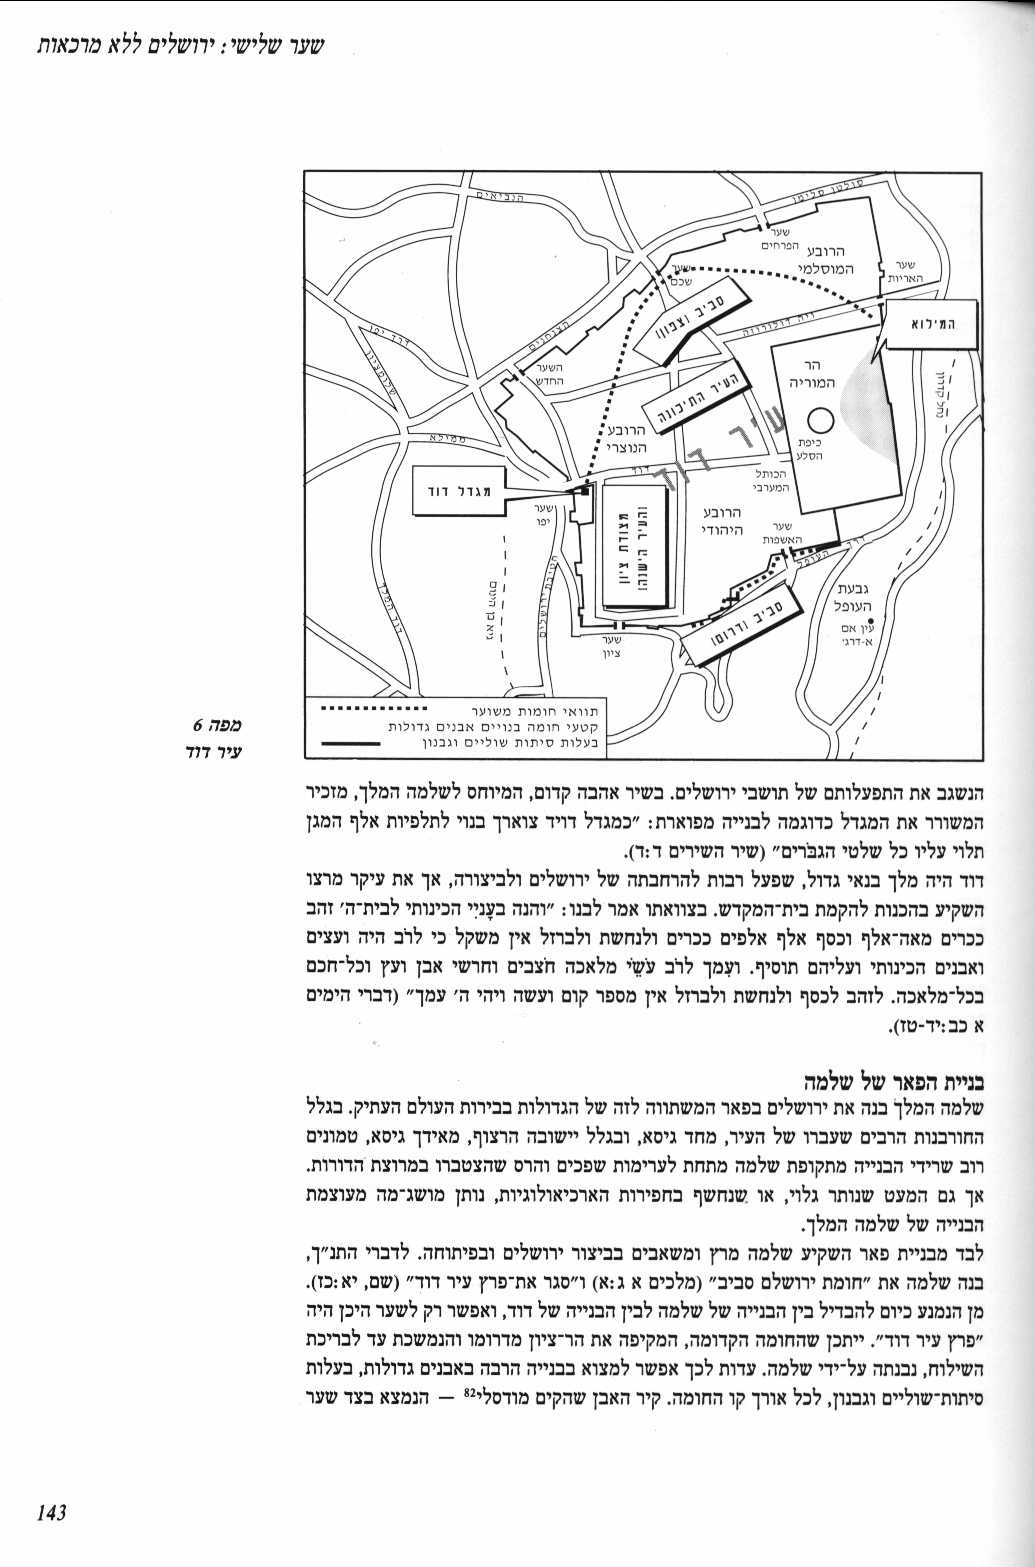 שער שלישי: ירושלים ללא מרכאות
הנביאים
סולטן סלימן
שער
הפרחים
הרובע
המוסלמי
שער
האריות
שער
שכם
סביב וצפון)
ויה דולורוזה
המילוא
הצנחנים
דרך יפו
שלומציון
השער
החדש
העיר התיכונה
הר
המוריה
נחל קדרון
הרובע
הנוצרי
עיר דוד
כיפת
הסלע
ממילא
דוד
הכותל
המערבי
מגדל דוד
שער
יפו
מצודת ציון
והעיר הישנה)
הרובע
היהודי
שער
האשפות
דרך העופל
חטיבת ירושלים
גיא בן הינום
דוד המלך
גבעת
העופל
עין אם
א-דרג׳
סביב ודרום)
שער
ציון
תוואי חומות משוער
קטעי חומה בנויים אבנים גדולות
בעלות סיתות שוליים וגבנון
מפה 6
עיר דוד
הנשגב את התפעלותם של תושבי ירושלים. בשיר אהבה קדום, המיוחס לשלמה המלך, מזכיר
המשורר את המגדל כדוגמה לבנייה מפוארת: ״כמגדל דויד צוארך בנוי לתלפיות אלף המגן
תלוי עליו כל שלטי הגבֹרים״ (שיר השירים ד:ד).
דוד היה מלך בנאי גדול, שפעל רבות להרחבתה של ירושלים ולביצורה, אך את עיקר מרצו
השקיע בהכנות להקמת בית־המקדש. בצוואתו אמר לבנו: ״והנה בעָניִי הכינותי לבית־ה׳ זהב
ככרים מאה־אלף וכסף אלף אלפים ככרים ולנחשת ולברזל אין משקל כי לרֹב היה ועצים
ואבנים הכינותי ועליהם תוסיף. ועִמך לרֹב עֹשֵי מלאכה חֹצבים וחרשי אבן ועץ וכל־חכם
בכל־מלאכה. לזהב לכסף ולנחשת ולברזל אין מספר קום ועשה ויהי ה׳ עמך״ (דברי הימים
א כב:יד-טז).
בניית הפאר של שלמה
שלמה המלך בנה את ירושלים בפאר המשתווה לזה של הגדולות בבירות העולם העתיק. בגלל
החורבנות הרבים שעברו של העיר, מחד גיסא, ובגלל יישובה הרצוף, מאידך גיסא, טמונים
רוב שרידי הבנייה מתקופת שלמה מתחת לערימות שפכים והרס שהצטברו במרוצת הדורות.
אך גם המעט שנותר גלוי, או שנחשף בחפירות הארכיאולוגיות, נותן מושג־מה מעוצמת
הבנייה של שלמה המלך.
לבד מבניית פאר השקיע שלמה מרץ ומשאבים בביצור ירושלים ובפיתוחה. לדברי התנ״ך,
בנה שלמה את ״חומת ירושלם סביב״ (מלכים א ג:א) ו״סגר את־פרץ עיר דוד״ (שם, יא:כז).
מן הנמנע כיום להבדיל בין הבנייה של שלמה לבין הבנייה של דוד, ואפשר רק לשער היכן היה
״פרץ עיר דוד״. ייתכן שהחומה הקדומה, המקיפה את הר־ציון מדרומו והנמשכת עד לבריכת
השילוח, נבנתה על־ידי שלמה. עדות לכך אפשר למצוא בבנייה הרבה באבנים גדולות, בעלות
סיתות־שוליים וגבנון, לכל אורך קו החומה. קיר האבן שהקים מודסלי82 — הנמצא בצד שער
143